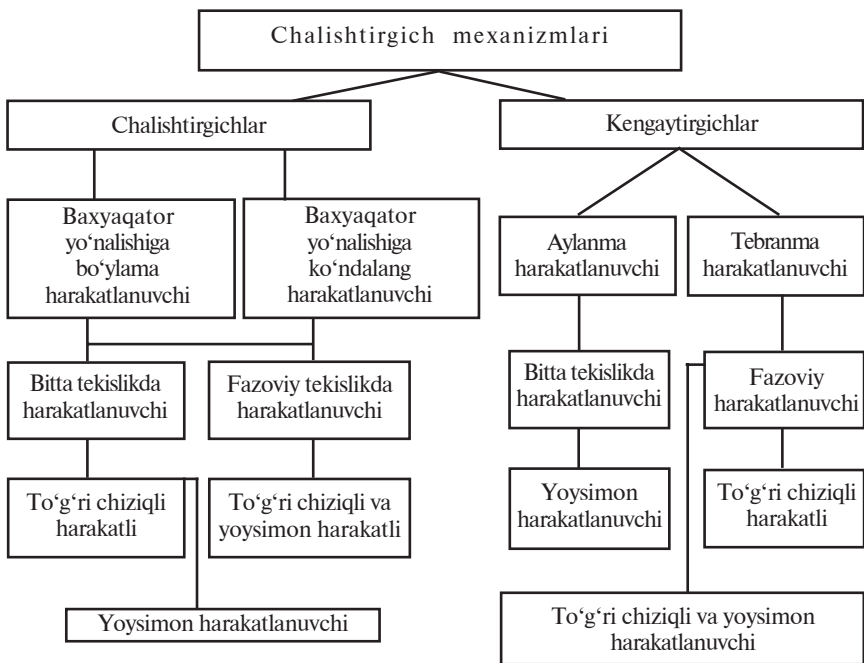 Chalishtirgich mexanizmlari
Chalishtirgichlar
Kengaytirgichlar
Baxyaqator
yo‘nalishiga
bo‘ylama
harakatlanuvchi
Baxyaqator
yo‘nalishiga
ko‘ndalang
harakatlanuvchi
Aylanma
harakatlanuvchi
Tebranma
harakatlanuvchi
Bitta tekislikda
harakatlanuvchi
Fazoviy tekislikda
harakatlanuvchi
Bitta tekislikda
harakatlanuvchi
Fazoviy
harakatlanuvchi
To‘g‘ri chiziqli
harakatli
To‘g‘ri chiziqli va
yoysimon harakatli
Yoysimon
harakatlanuvchi
To‘g‘ri chiziqli
harakatli
Yoysimon harakatlanuvchi
To‘g‘ri chiziqli va yoysimon
harakatlanuvchi